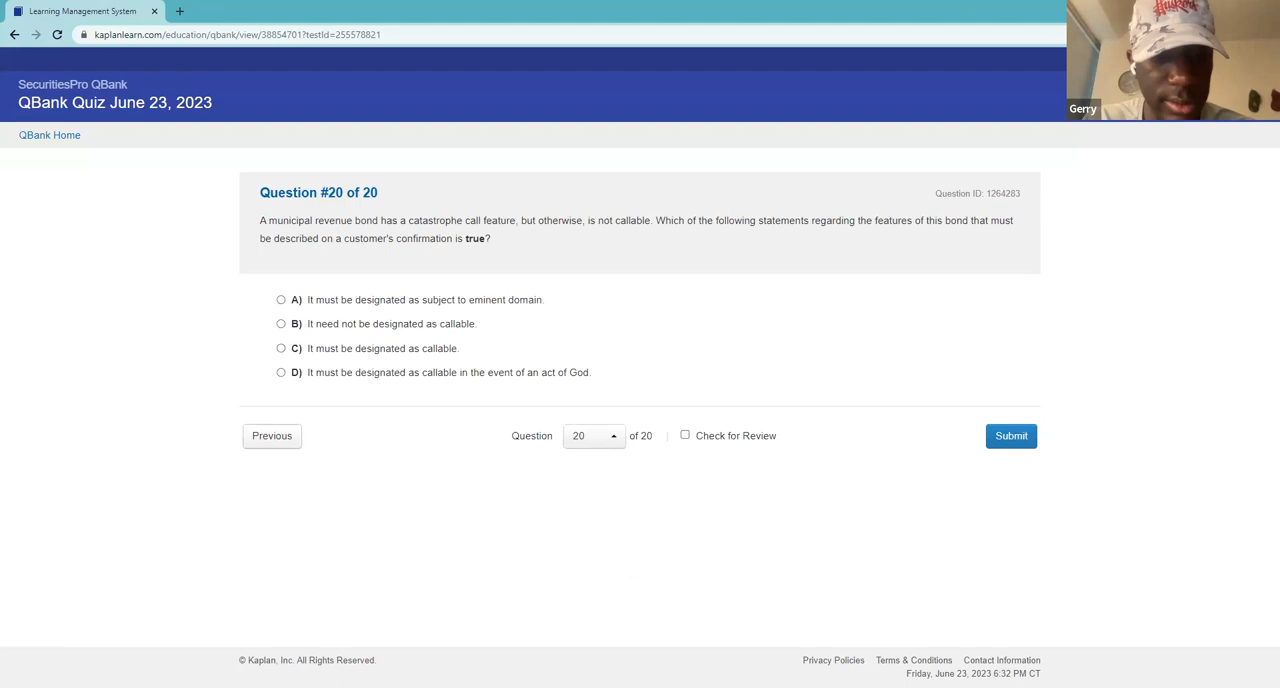 Learning Management System
kaplanlearn.com/education/qbank/view/38854701?testId=255578821
SecuritiesPro QBank
QBank Quiz June 23, 2023
Gerry
QBank Home
Question #20 of 20
Question ID: 1264283
A municipal revenue bond has a catastrophe call feature, but otherwise, is not callable. Which of the following statements regarding the features of this bond that must
be described on a customer's confirmation is true?
A) It must be designated as subject to eminent domain.
B) It need not be designated as callable.
C) It must be designated as callable.
D) It must be designated as callable in the event of an act of God.
Previous
Question 20 of 20 | Check for Review
Submit
© Kaplan, Inc. All Rights Reserved.
Privacy Policies Terms & Conditions Contact Information
Friday, June 23, 2023 6:32 PM CT